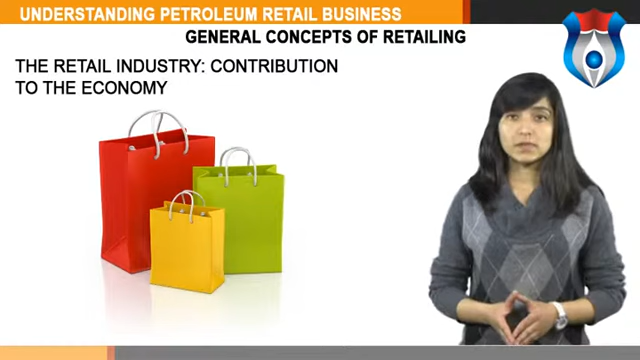 UNDERSTANDING PETROLEUM RETAIL BUSINESS
GENERAL CONCEPTS OF RETAILING
THE RETAIL INDUSTRY: CONTRIBUTION
TO THE ECONOMY